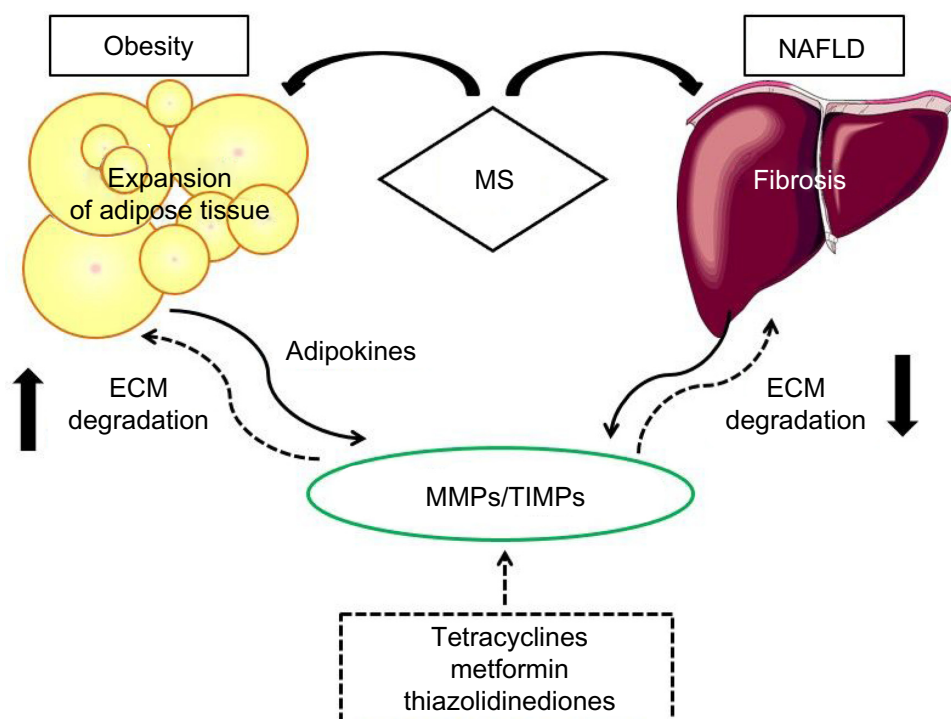 Obesity
NAFLD
MS
Expansion
of adipose tissue
Fibrosis
Adipokines
ECM
degradation
ECM
degradation
MMPs/TIMPs
Tetracyclines
metformin
thiazolidinediones